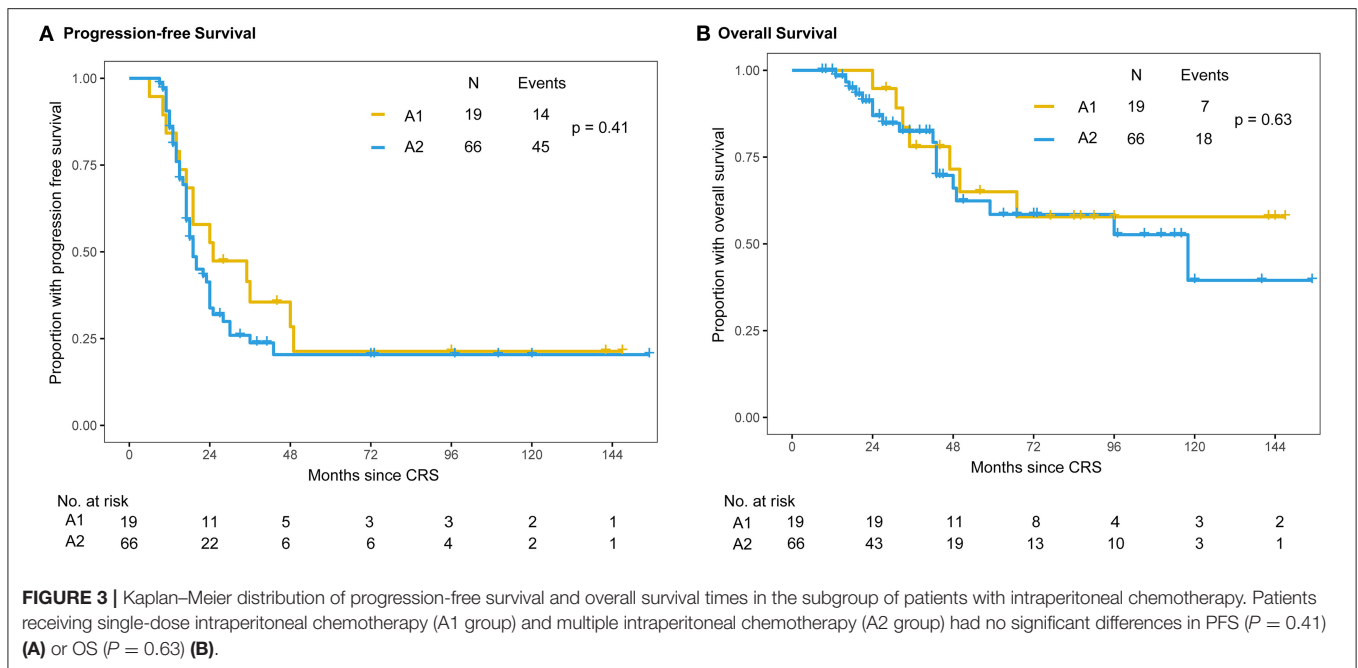 A Progression-free Survival
1.00
0.75
0.50
0.25
0.00
Proportion with progression free survival
N Events
A1 19 14
A2 66 45
p = 0.41
0 24 48 72 96 120 144
Months since CRS
No. at risk
A1 19 11 5 3 3 2 1
A2 66 22 6 6 4 2 1
B Overall Survival
1.00
0.75
0.50
0.25
0.00
Proportion with overall survival
N Events
A1 19 7
A2 66 18
p = 0.63
0 24 48 72 96 120 144
Months since CRS
No. at risk
A1 19 19 11 8 4 3 2
A2 66 43 19 13 10 3 1
FIGURE 3 | Kaplan–Meier distribution of progression-free survival and overall survival times in the subgroup of patients with intraperitoneal chemotherapy. Patients
receiving single-dose intraperitoneal chemotherapy (A1 group) and multiple intraperitoneal chemotherapy (A2 group) had no significant differences in PFS (P = 0.41)
(A) or OS (P = 0.63) (B).